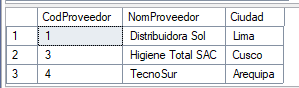 CodProveedor NomProveedor Ciudad
1 1 Distribuidora Sol Lima
2 3 Higiene Total SAC Cusco
3 4 TecnoSur Arequipa